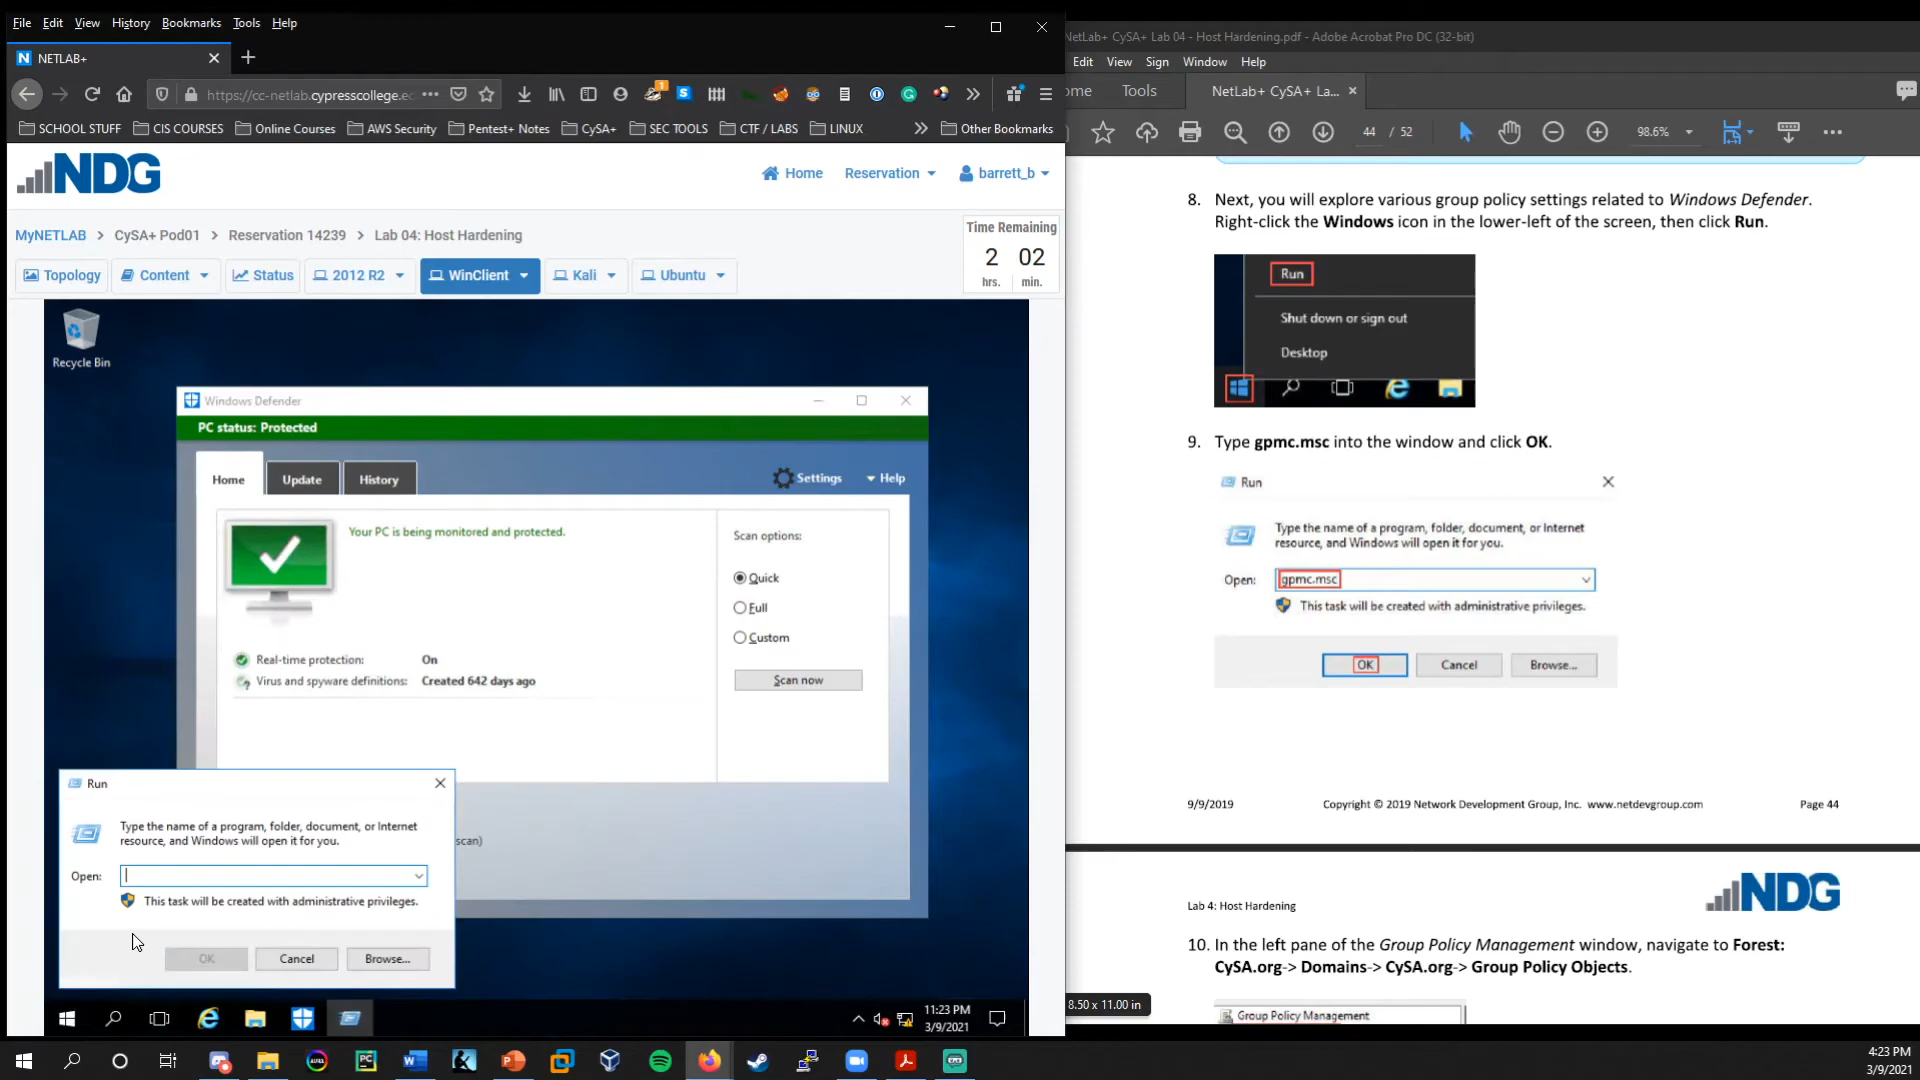 File Edit View History Bookmarks Tools Help
NETLAB+
https://cc-netlab.cypresscollege.ec
SCHOOL STUFF CIS COURSES Online Courses AWS Security Pentest+ Notes CySA+ SEC TOOLS CTF / LABS LINUX Other Bookmarks
NDG
Home Reservation barrett_b
MyNETLAB > CySA+ Pod01 > Reservation 14239 > Lab 04: Host Hardening
Time Remaining
2 02
hrs. min.
Topology Content Status 2012 R2 WinClient Kali Ubuntu
Recycle Bin
Windows Defender
PC status: Protected
Home Update History Settings Help
Your PC is being monitored and protected.
Scan options:
Quick
Full
Custom
Scan now
Real-time protection: On
Virus and spyware definitions: Created 642 days ago
scan)
Run
Type the name of a program, folder, document, or Internet
resource, and Windows will open it for you.
Open:
This task will be created with administrative privileges.
OK Cancel Browse...
11:23 PM
3/9/2021
NetLab+ CySA+ Lab 04 - Host Hardening.pdf - Adobe Acrobat Pro DC (32-bit)
Edit View Sign Window Help
ome Tools NetLab+ CySA+ La...
44 / 52 98.6%
8. Next, you will explore various group policy settings related to Windows Defender.
Right-click the Windows icon in the lower-left of the screen, then click Run.
Run
Shut down or sign out
Desktop
9. Type gpmc.msc into the window and click OK.
Run
Type the name of a program, folder, document, or Internet
resource, and Windows will open it for you.
Open: gpmc.msc
This task will be created with administrative privileges.
OK Cancel Browse...
9/9/2019 Copyright © 2019 Network Development Group, Inc. www.netdevgroup.com Page 44
NDG
Lab 4: Host Hardening
10. In the left pane of the Group Policy Management window, navigate to Forest:
CySA.org-> Domains-> CySA.org-> Group Policy Objects.
8.50 x 11.00 in
Group Policy Management
4:23 PM
3/9/2021